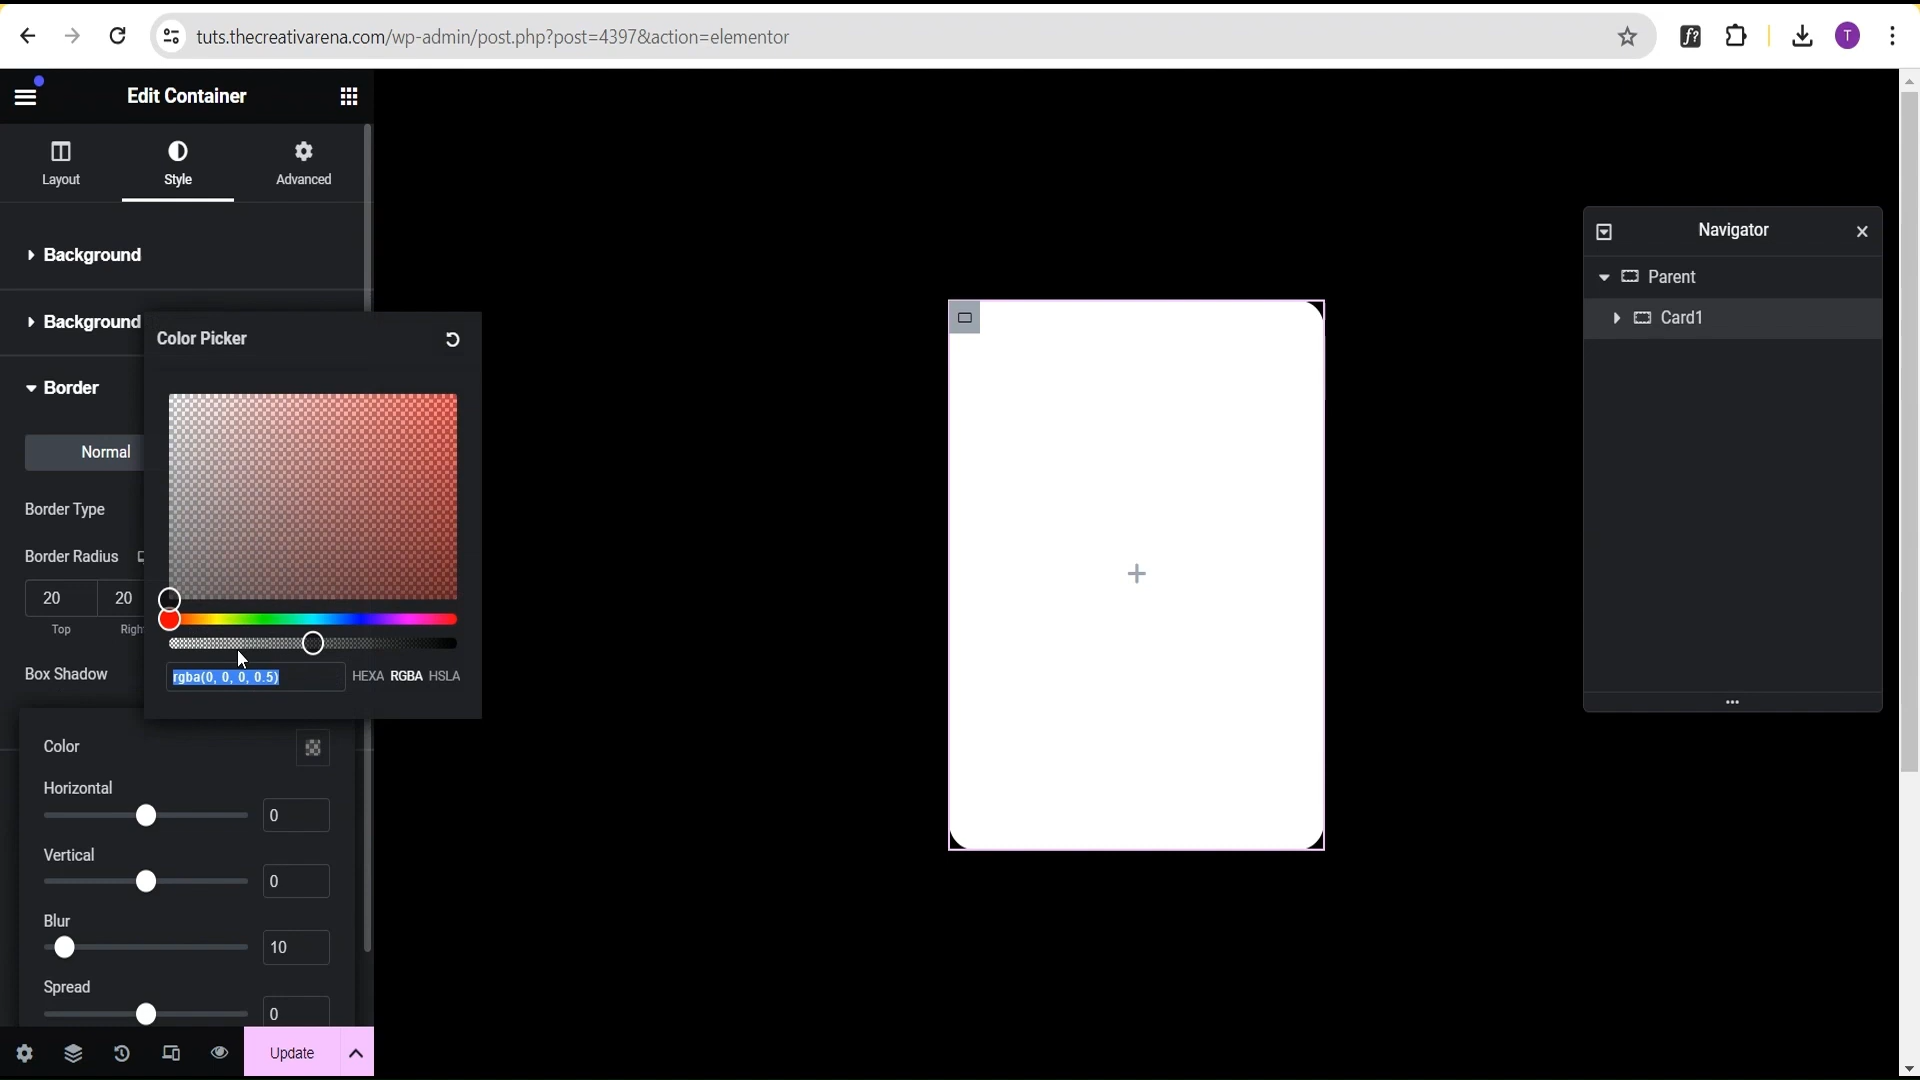 tuts.thecreativarena.com/wp-admin/post.php?post=4397&action=elementor
f?
T
Edit Container
Layout
Style
Advanced
Background
Background
Color Picker
Border
Normal
Border Type
Border Radius
20
20
Top
Righ
Box Shadow
rgba(0, 0, 0, 0.5)
HEXA RGBA HSLA
Color
Horizontal
0
Vertical
0
Blur
10
Spread
0
Update
Navigator
Parent
Card1